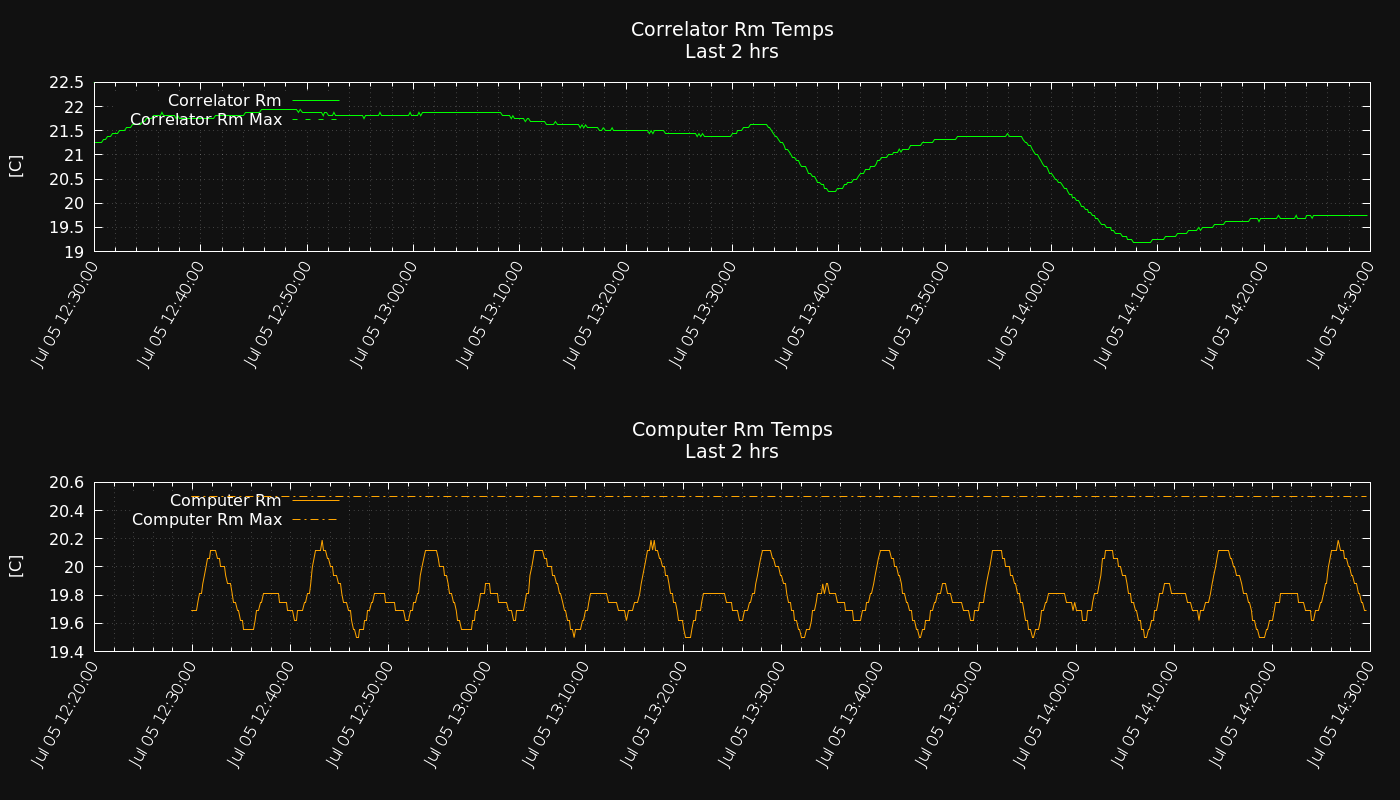 Correlator Rm Temps
Last 2 hrs
[C]
22.5
22
21.5
21
20.5
20
19.5
19
Correlator Rm
Correlator Rm Max
Jul 05 12:30:00
Jul 05 12:40:00
Jul 05 12:50:00
Jul 05 13:00:00
Jul 05 13:10:00
Jul 05 13:20:00
Jul 05 13:30:00
Jul 05 13:40:00
Jul 05 13:50:00
Jul 05 14:00:00
Jul 05 14:10:00
Jul 05 14:20:00
Jul 05 14:30:00
Computer Rm Temps
Last 2 hrs
[C]
20.6
20.4
20.2
20
19.8
19.6
19.4
Computer Rm
Computer Rm Max
Jul 05 12:20:00
Jul 05 12:30:00
Jul 05 12:40:00
Jul 05 12:50:00
Jul 05 13:00:00
Jul 05 13:10:00
Jul 05 13:20:00
Jul 05 13:30:00
Jul 05 13:40:00
Jul 05 13:50:00
Jul 05 14:00:00
Jul 05 14:10:00
Jul 05 14:20:00
Jul 05 14:30:00